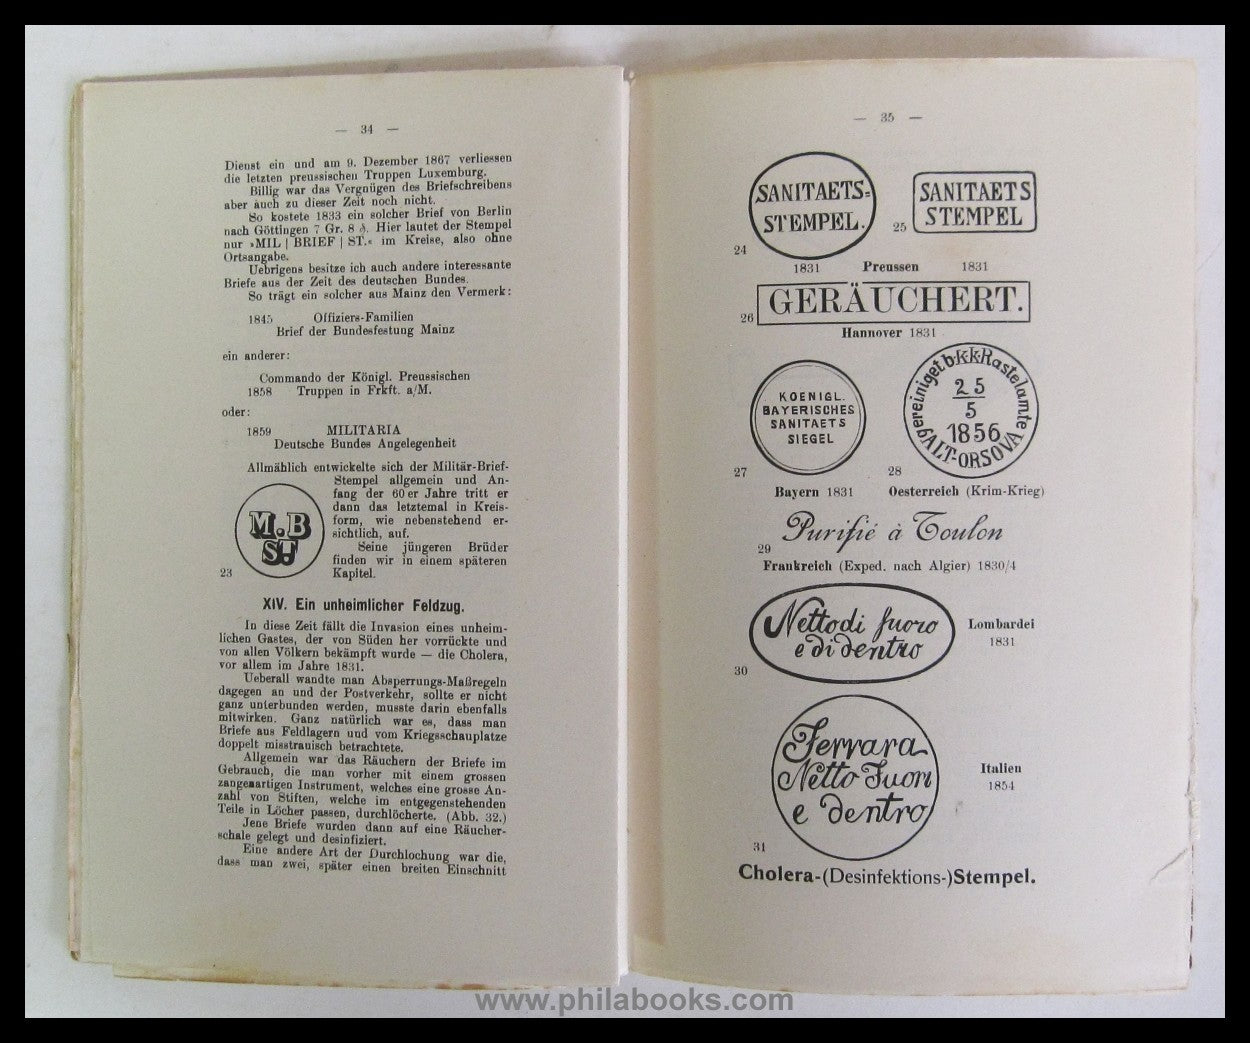 — 34 —
Dienst ein und am 9. Dezember 1867 verliessen
die letzten preussischen Truppen Luxemburg.
Billig war das Vergnügen des Briefschreibens
aber auch zu dieser Zeit noch nicht.
So kostete 1833 ein solcher Brief von Berlin
nach Göttingen 7 Gr. 8 ₰. Hier lautet der Stempel
nur »MIL | BRIEF | ST.« im Kreise, also ohne
Ortsangabe.
Uebrigens besitze ich auch andere interessante
Briefe aus der Zeit des deutschen Bundes.
So trägt ein solcher aus Mainz den Vermerk:
1845 Offiziers-Familien
Brief der Bundesfestung Mainz
ein anderer:
Commando der Königl. Preussischen
1858 Truppen in Frkft. a/M.
oder:
1859 MILITARIA
Deutsche Bundes Angelegenheit
Allmählich entwickelte sich der Militär-Brief-
Stempel allgemein und An-
fang der 60er Jahre tritt er
dann das letztemal in Kreis-
form, wie nebenstehend er-
sichtlich, auf.
Seine jüngeren Brüder
finden wir in einem späteren
Kapitel.
M.B
ST
23
XIV. Ein unheimlicher Feldzug.
In diese Zeit fällt die Invasion eines unheim-
lichen Gastes, der von Süden her vorrückte und
von allen Völkern bekämpft wurde — die Cholera,
vor allem im Jahre 1831.
Ueberall wandte man Absperrungs-Maßregeln
dagegen an und der Postverkehr, sollte er nicht
ganz unterbunden werden, musste darin ebenfalls
mitwirken. Ganz natürlich war es, dass man
Briefe aus Feldlagern und vom Kriegsschauplatze
doppelt misstrauisch betrachtete.
Allgemein war das Räuchern der Briefe im
Gebrauch, die man vorher mit einem grossen
zangenartigen Instrument, welches eine grosse An-
zahl von Stiften, welche im entgegenstehenden
Teile in Löcher passen, durchlöcherte. (Abb. 32.)
Jene Briefe wurden dann auf eine Räucher-
schale gelegt und desinfiziert.
Eine andere Art der Durchlochung war die,
dass man zwei, später einen breiten Einschnitt
— 35 —
SANITAETS-
STEMPEL.
24
SANITAETS
STEMPEL
25
1831 Preussen 1831
GERÄUCHERT.
26
Hannover 1831
KOENIGL.
BAYERISCHES
SANITAETS
SIEGEL
27
gereiniget b. k.k. Rastelamte
25
5
1856
ALT-ORSOVA
28
Bayern 1831 Oesterreich (Krim-Krieg)
Purifié à Toulon
29
Frankreich (Exped. nach Algier) 1830/4
Netto di fuoro
e di dentro
30
Lombardei
1831
Ferrara
Netto Fuori
e dentro
31
Italien
1854
Cholera-(Desinfektions-)Stempel.
www.philabooks.com